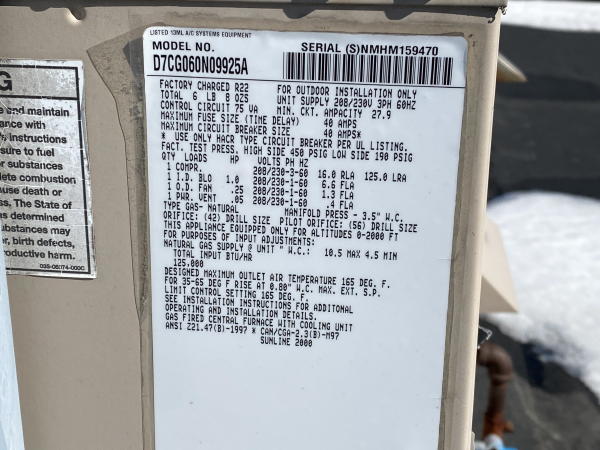 LISTED 13ML A/C SYSTEMS EQUIPMENT
MODEL NO.
D7CG060N09925A
SERIAL (S)NMHM159470
FACTORY CHARGED R22
TOTAL 6 LB 8 OZS
FOR OUTDOOR INSTALLATION ONLY
UNIT SUPPLY 208/230V 3PH 60HZ
CONTROL CIRCUIT 75 VA
MIN. CKT. AMPACITY 27.9
MAXIMUM FUSE SIZE (TIME DELAY) 40 AMPS
MAXIMUM CIRCUIT BREAKER SIZE 40 AMPS*
* USE ONLY HACR TYPE CIRCUIT BREAKER PER UL LISTING.
FACT. TEST PRESS. HIGH SIDE 450 PSIG LOW SIDE 190 PSIG
QTY LOADS HP VOLTS PH HZ
1 COMPR. 208/230-3-60 16.0 RLA 125.0 LRA
1 I.D. BLO 1.0 208/230-1-60 6.6 FLA
1 O.D. FAN .25 208/230-1-60 1.3 FLA
1 PWR. VENT .05 208/230-1-60 .4 FLA
TYPE GAS- NATURAL MANIFOLD PRESS - 3.5" W.C.
ORIFICE: (42) DRILL SIZE PILOT ORIFICE: (56) DRILL SIZE
THIS APPLIANCE EQUIPPED ONLY FOR ALTITUDES 0-2000 FT
FOR PURPOSES OF INPUT ADJUSTMENTS
NATURAL GAS SUPPLY @ UNIT " W.C.: 10.5 MAX 4.5 MIN
TOTAL INPUT BTU/HR
125,000
DESIGNED MAXIMUM OUTLET AIR TEMPERATURE 165 DEG. F.
FOR 35-65 DEG F RISE AT 0.80" W.C. MAX. EXT. S.P.
LIMIT CONTROL SETTING 165 DEG. F.
SEE INSTALLATION INSTRUCTIONS FOR ADDITONAL
OPERATING AND INSTALLATION DETAILS.
GAS FIRED CENTRAL FURNACE WITH COOLING UNIT
ANSI Z21.47(B)-1997 * CAN/CGA-2.3(B)-M97
SUNLINE 2000
G
e and maintain
ance with
instructions
sure to fuel
or substances
lete combustion
use death or
s, The State of
as determined
ubstances may
r, birth defects,
roductive harm.
035-06174-000C